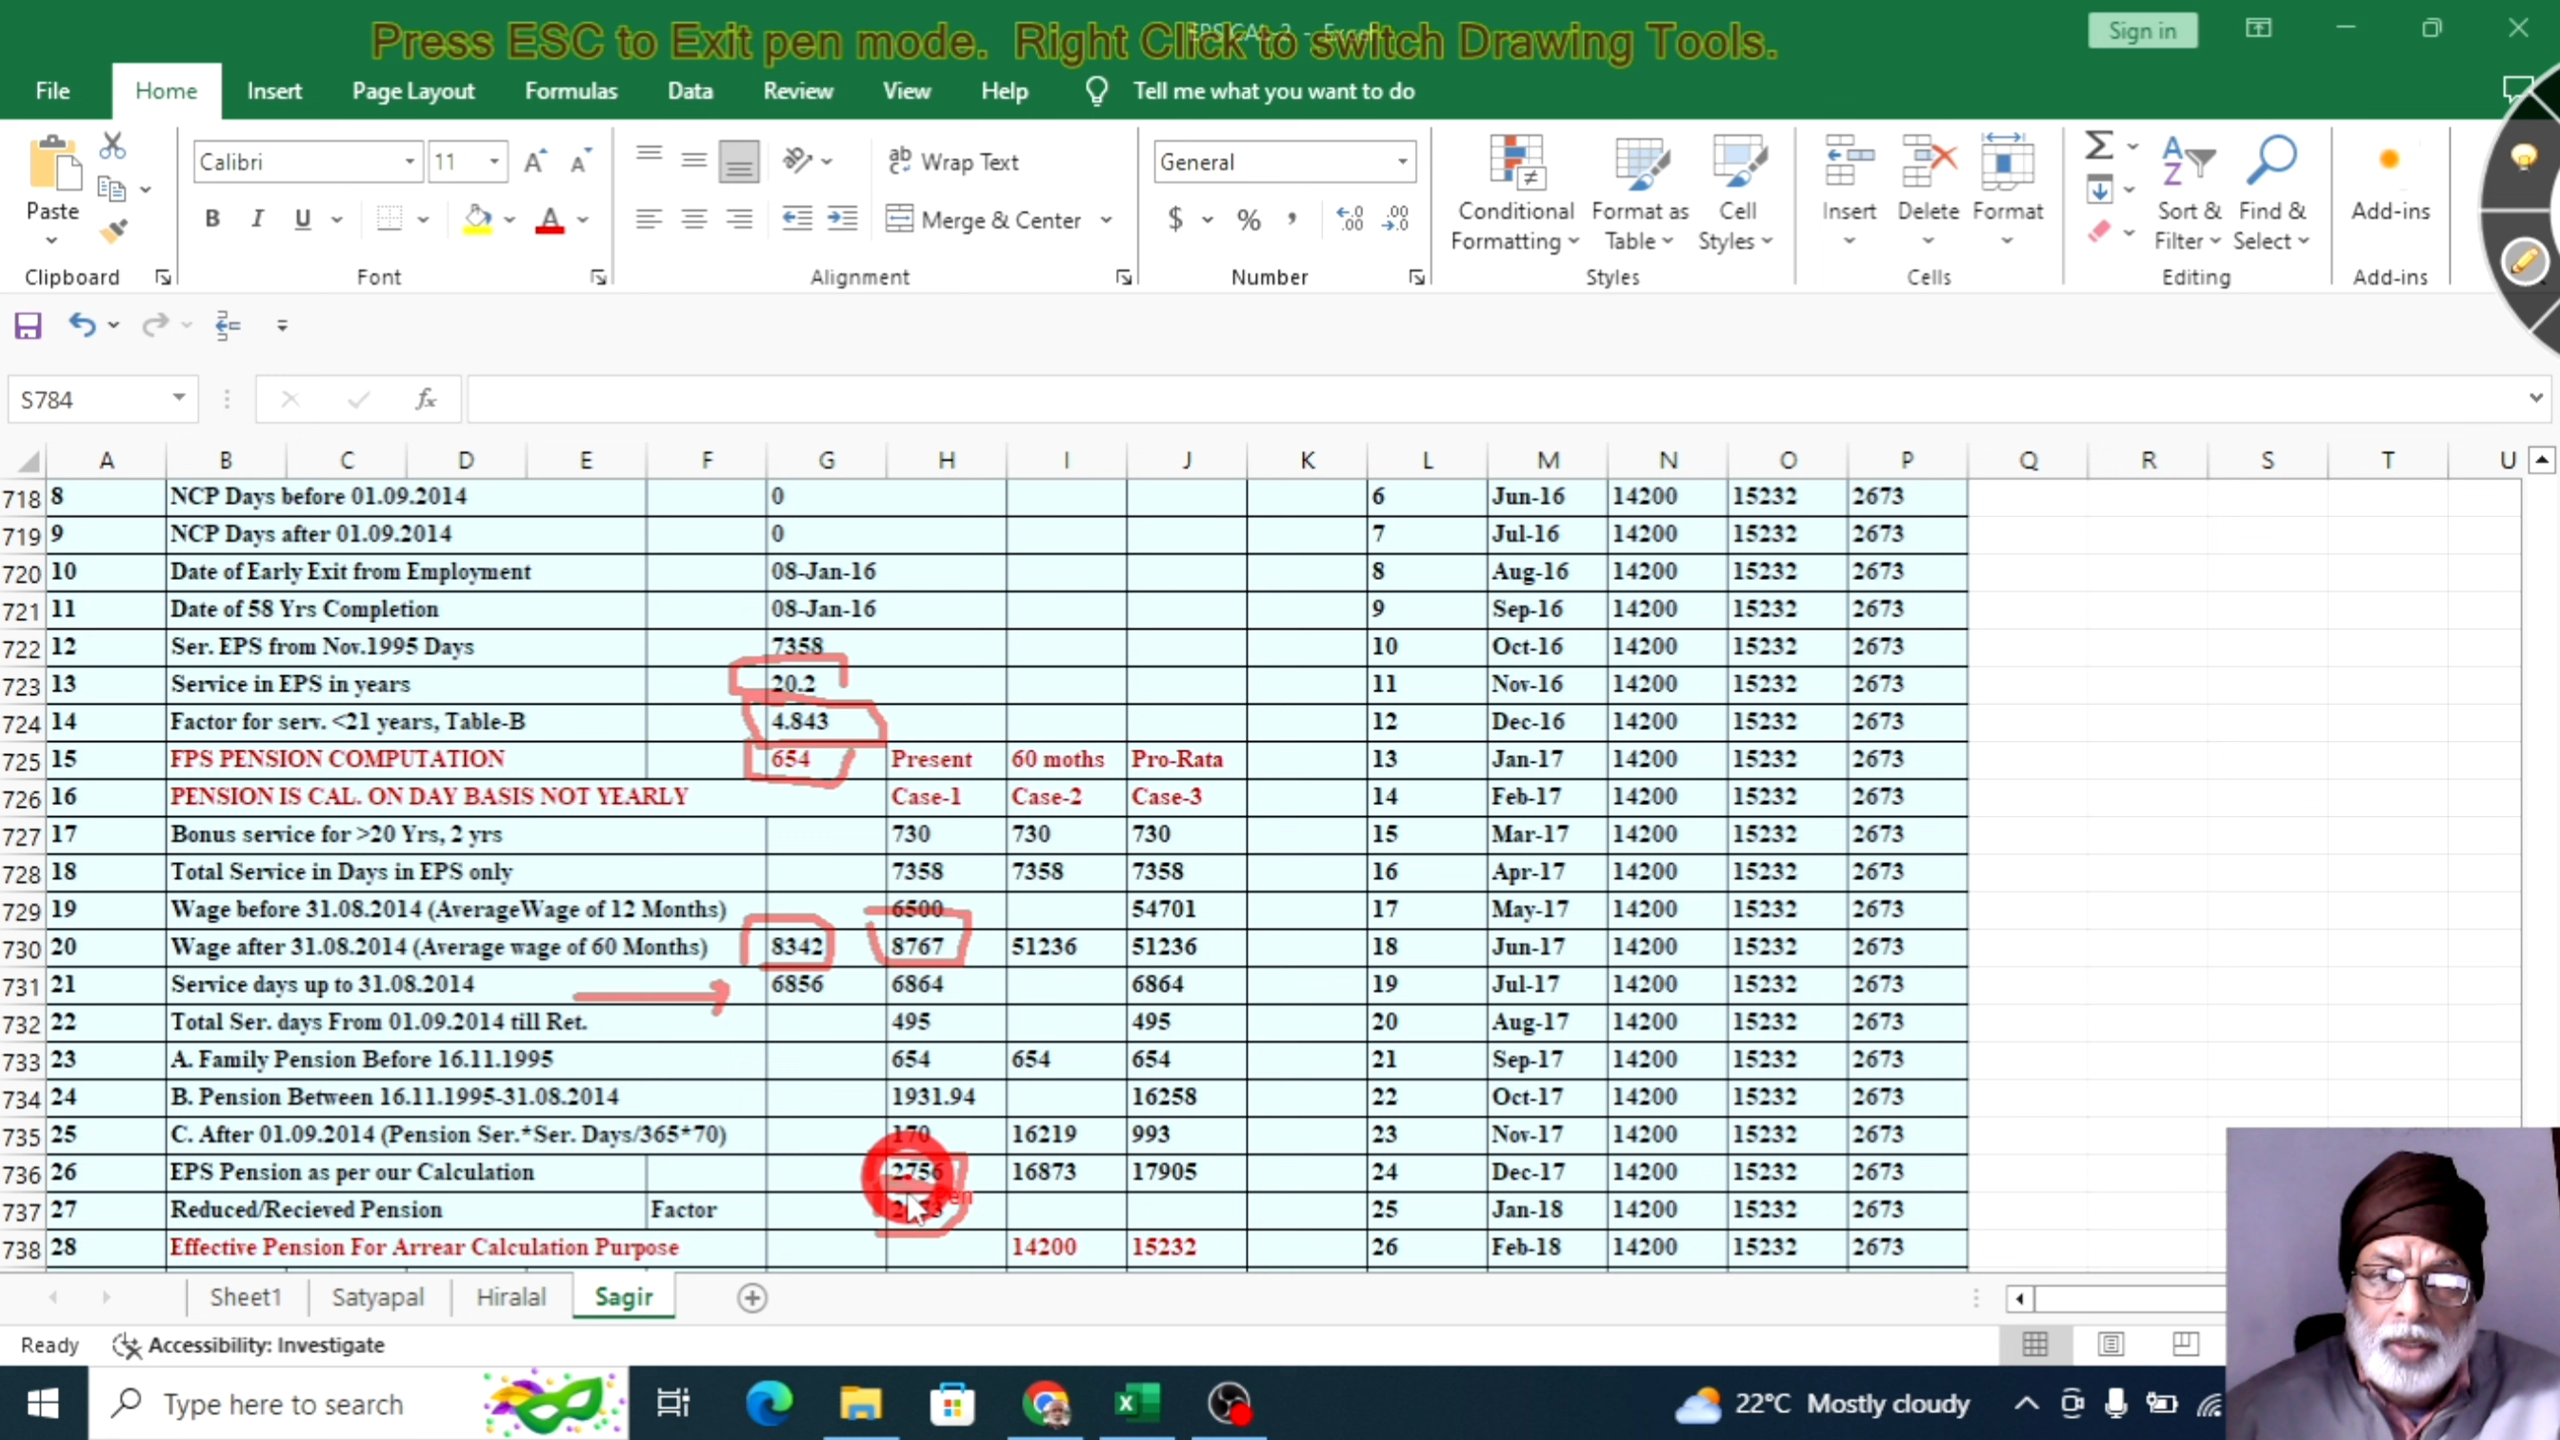 Press ESC to Exit pen mode. Right Click to switch Drawing Tools.
Sign in
File Home Insert Page Layout Formulas Data Review View Help Tell me what you want to do
Paste
Calibri 11
Wrap Text
Merge & Center
General
Conditional Formatting
Format as Table
Cell Styles
Insert Delete Format
Sort & Filter
Find & Select
Add-ins
Clipboard Font Alignment Number Styles Cells Editing Add-ins
S784 fx
A B C D E F G H I J K L M N O P Q R S T U
718 8 NCP Days before 01.09.2014 0 6 Jun-16 14200 15232 2673
719 9 NCP Days after 01.09.2014 0 7 Jul-16 14200 15232 2673
720 10 Date of Early Exit from Employment 08-Jan-16 8 Aug-16 14200 15232 2673
721 11 Date of 58 Yrs Completion 08-Jan-16 9 Sep-16 14200 15232 2673
722 12 Ser. EPS from Nov.1995 Days 7358 10 Oct-16 14200 15232 2673
723 13 Service in EPS in years 20.2 11 Nov-16 14200 15232 2673
724 14 Factor for serv. <21 years, Table-B 4.843 12 Dec-16 14200 15232 2673
725 15 FPS PENSION COMPUTATION 654 Present 60 moths Pro-Rata 13 Jan-17 14200 15232 2673
726 16 PENSION IS CAL. ON DAY BASIS NOT YEARLY Case-1 Case-2 Case-3 14 Feb-17 14200 15232 2673
727 17 Bonus service for >20 Yrs, 2 yrs 730 730 730 15 Mar-17 14200 15232 2673
728 18 Total Service in Days in EPS only 7358 7358 7358 16 Apr-17 14200 15232 2673
729 19 Wage before 31.08.2014 (AverageWage of 12 Months) 6500 54701 17 May-17 14200 15232 2673
730 20 Wage after 31.08.2014 (Average wage of 60 Months) 8342 8767 51236 51236 18 Jun-17 14200 15232 2673
731 21 Service days up to 31.08.2014 6856 6864 6864 19 Jul-17 14200 15232 2673
732 22 Total Ser. days From 01.09.2014 till Ret. 495 495 20 Aug-17 14200 15232 2673
733 23 A. Family Pension Before 16.11.1995 654 654 654 21 Sep-17 14200 15232 2673
734 24 B. Pension Between 16.11.1995-31.08.2014 1931.94 16258 22 Oct-17 14200 15232 2673
735 25 C. After 01.09.2014 (Pension Ser.*Ser. Days/365*70) 170 16219 993 23 Nov-17 14200 15232 2673
736 26 EPS Pension as per our Calculation 2756 16873 17905 24 Dec-17 14200 15232 2673
737 27 Reduced/Recieved Pension Factor 25 Jan-18 14200 15232 2673
738 28 Effective Pension For Arrear Calculation Purpose 14200 15232 26 Feb-18 14200 15232 2673
Sheet1 Satyapal Hiralal Sagir
Ready Accessibility: Investigate
Type here to search 22°C Mostly cloudy